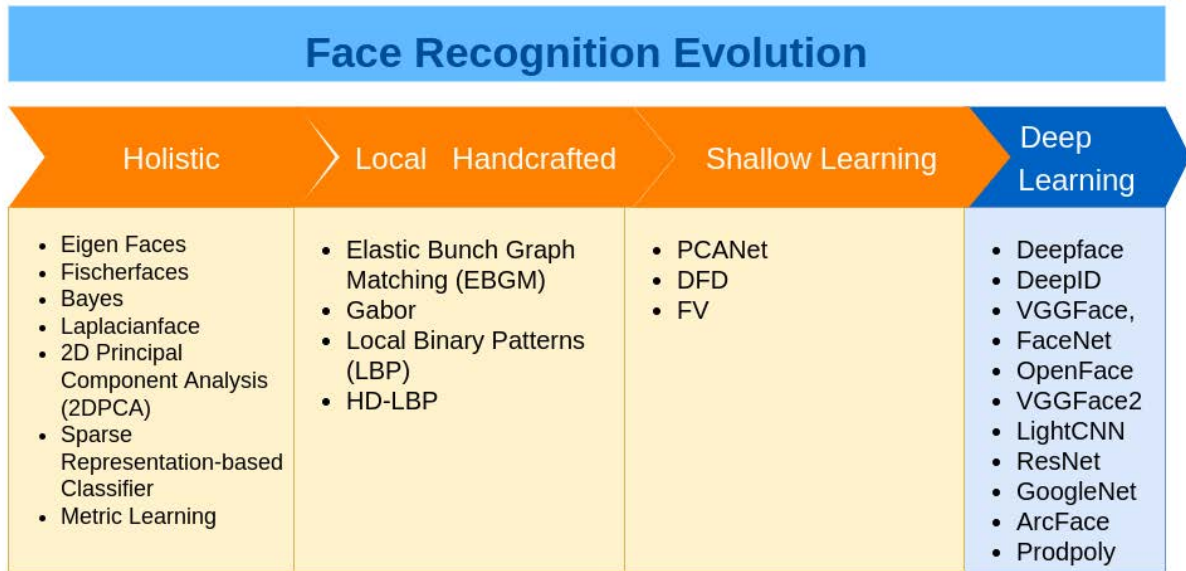 Face Recognition Evolution
Holistic
Local Handcrafted
Shallow Learning
Deep
Learning
• Eigen Faces
• Fischerfaces
• Bayes
• Laplacianface
• 2D Principal
Component Analysis
(2DPCA)
• Sparse
Representation-based
Classifier
• Metric Learning
• Elastic Bunch Graph
Matching (EBGM)
• Gabor
• Local Binary Patterns
(LBP)
• HD-LBP
• PCANet
• DFD
• FV
• Deepface
• DeepID
• VGGFace,
• FaceNet
• OpenFace
• VGGFace2
• LightCNN
• ResNet
• GoogleNet
• ArcFace
• Prodpoly